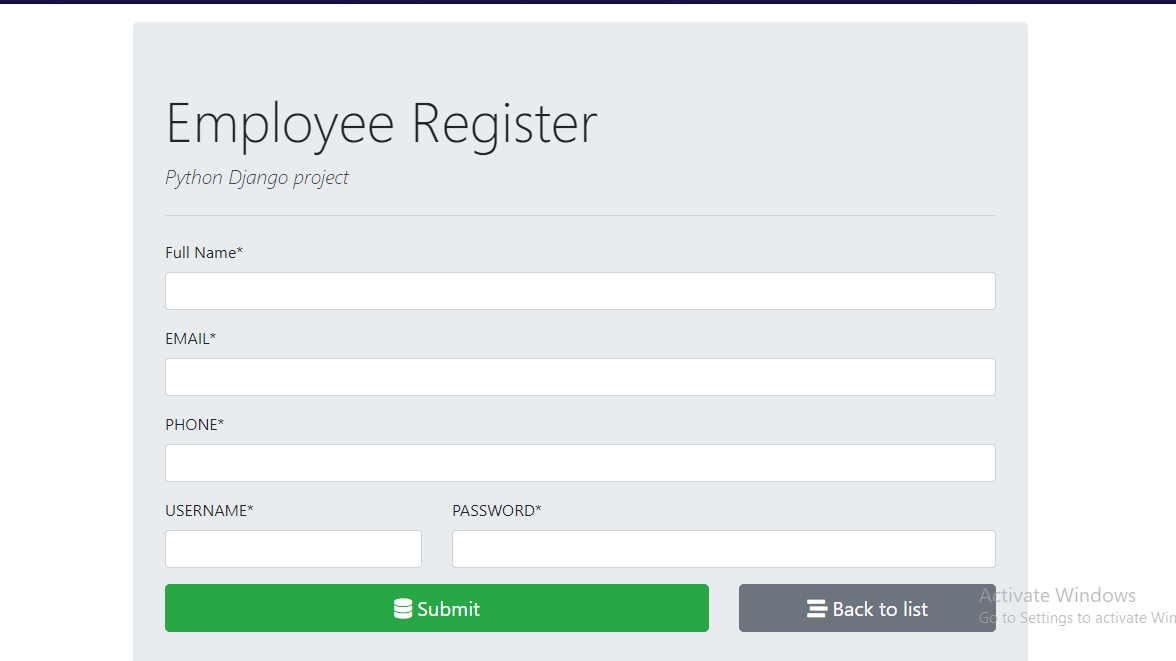 Employee Register
Python Django project
Full Name*
EMAIL*
PHONE*
USERNAME* PASSWORD*
Submit Back to list
Activate Windows
Go to Settings to activate Win